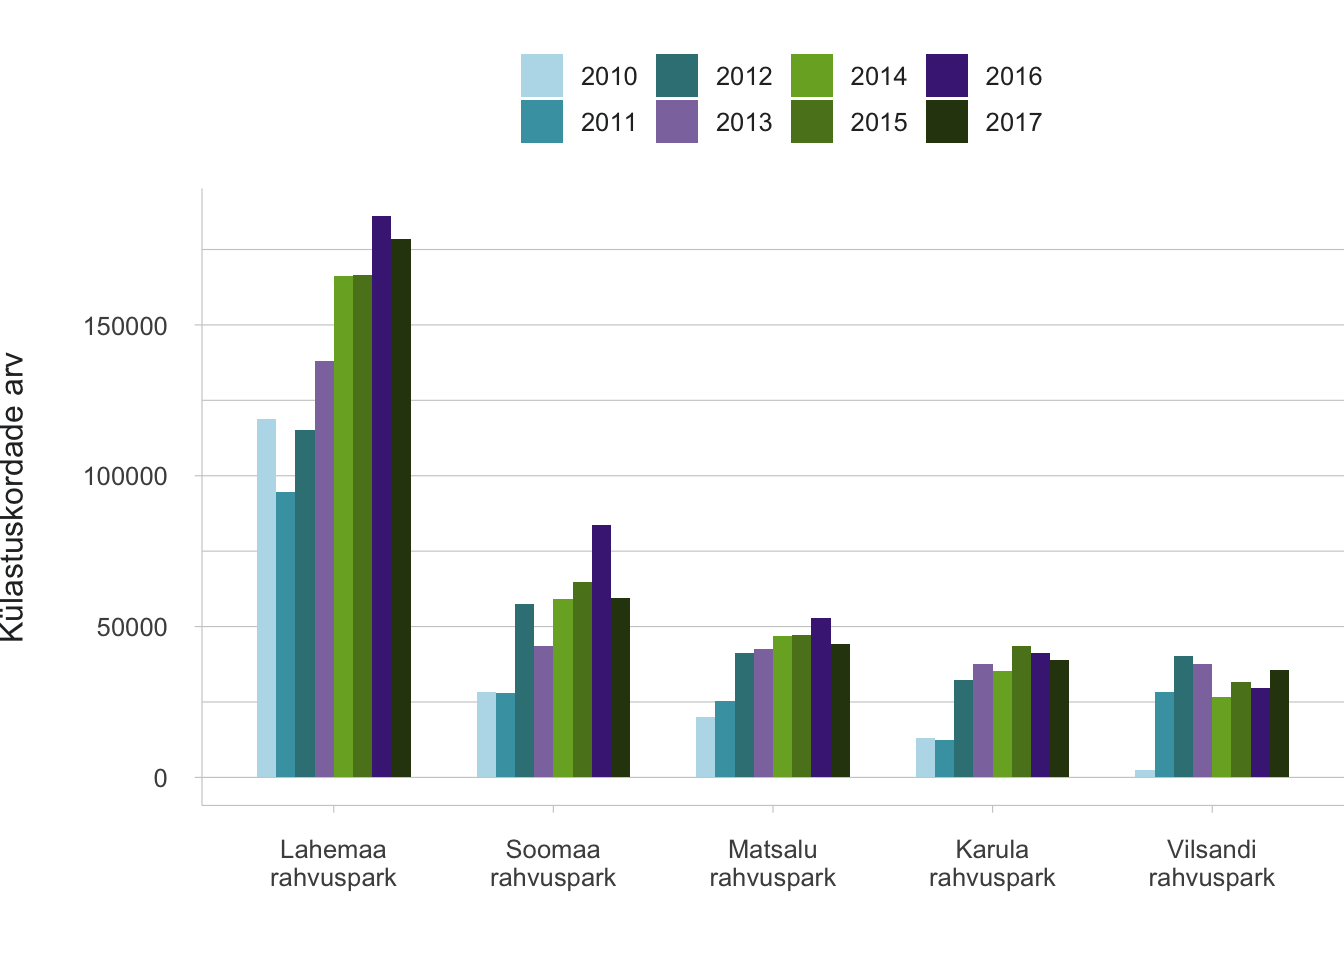 2010 2012 2014 2016
2011 2013 2015 2017
Külastuskordade arv
150000
100000
50000
0
Lahemaa rahvuspark
Soomaa rahvuspark
Matsalu rahvuspark
Karula rahvuspark
Vilsandi rahvuspark